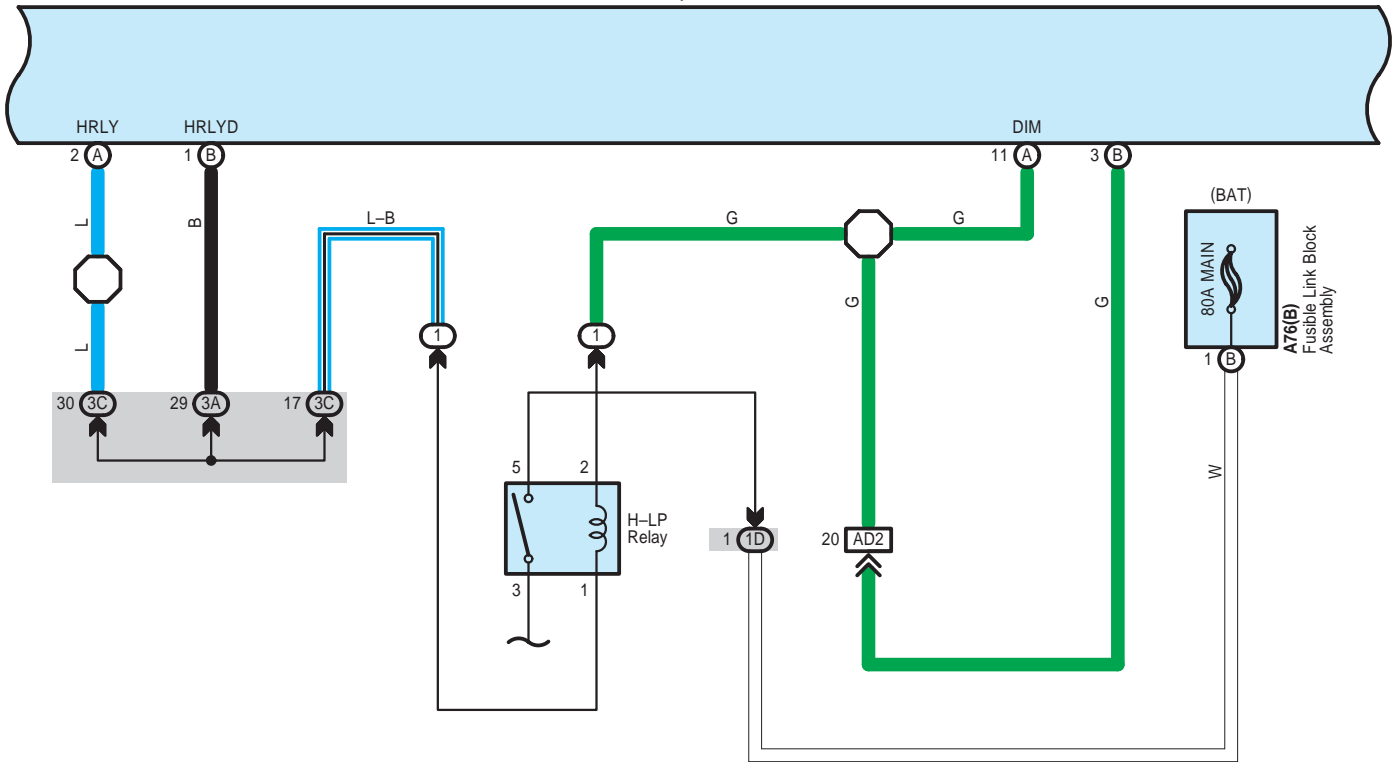 HRLY
HRLYD
DIM
2 A
1 B
11 A
3 B
(BAT)
L
B
L–B
G
G
80A MAIN
A76(B)
Fusible Link Block
Assembly
G
G
L
1
1
1 B
30 3C
29 3A
17 3C
5
2
W
H–LP
Relay
1 1D
20 AD2
3
1